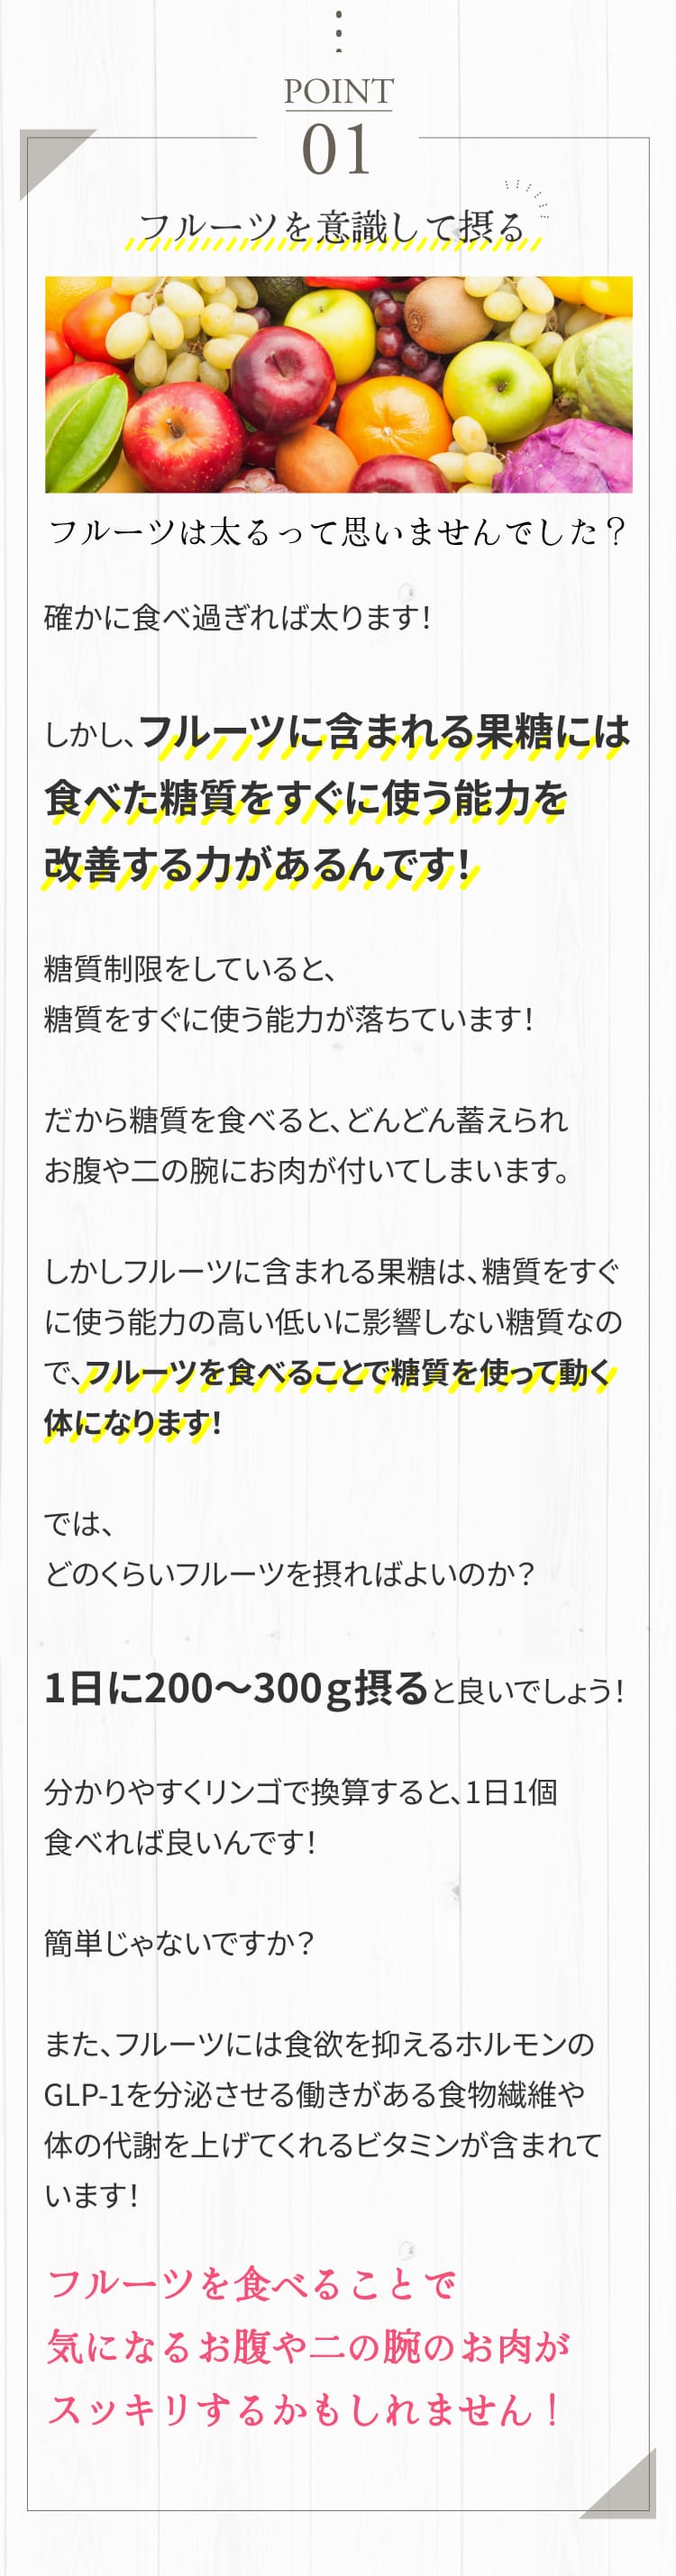 POINT
01
フルーツを意識して摂る
フルーツは太るって思いませんでした？
確かに食べ過ぎれば太ります！
しかし、フルーツに含まれる果糖には
食べた糖質をすぐに使う能力を
改善する力があるんです！
糖質制限をしていると、
糖質をすぐに使う能力が落ちています！
だから糖質を食べると、どんどん蓄えられ
お腹や二の腕にお肉が付いてしまいます。
しかしフルーツに含まれる果糖は、糖質をすぐ
に使う能力の高い低いに影響しない糖質なの
で、フルーツを食べることで糖質を使って動く
体になります！
では、
どのくらいフルーツを摂ればよいのか？
1日に200〜300g摂ると良いでしょう！
分かりやすくリンゴで換算すると、1日1個
食べれば良いんです！
簡単じゃないですか？
また、フルーツには食欲を抑えるホルモンの
GLP-1を分泌させる働きがある食物繊維や
体の代謝を上げてくれるビタミンが含まれて
います！
フルーツを食べることで
気になるお腹や二の腕のお肉が
スッキリするかもしれません！